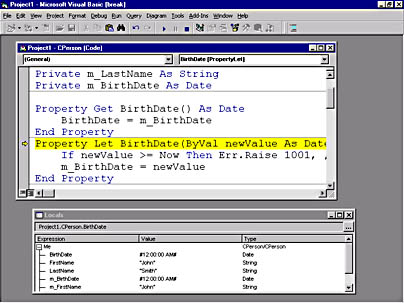 Project1 - Microsoft Visual Basic [break]
File Edit View Project Format Debug Run Query Diagram Tools Add-Ins Window Help
Project1 - CPerson (Code)
(General) BirthDate [PropertyLet]
Private m_LastName As String
Private m_BirthDate As Date
Property Get BirthDate() As Date
BirthDate = m_BirthDate
End Property
Property Let BirthDate(ByVal newValue As Date
If newValue >= Now Then Err.Raise 1001, ,
m_BirthDate = newValue
End Property
Locals
Project1.CPerson.BirthDate ...
Expression Value Type
Me CPerson/CPerson
BirthDate #12:00:00 AM# Date
FirstName "John" String
LastName "Smith" String
m_BirthDate #12:00:00 AM# Date
m_FirstName "John" String